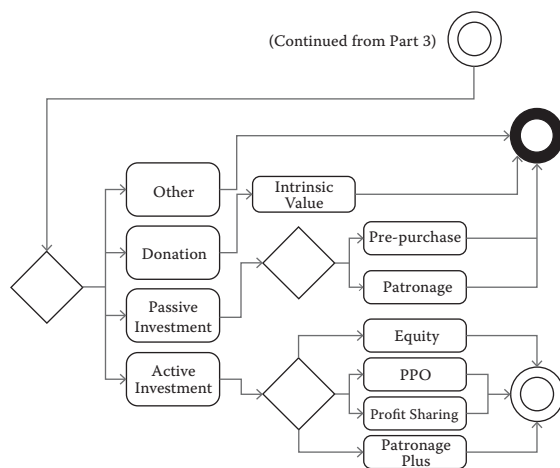 (Continued from Part 3)
Other
Intrinsic
Value
Donation
Pre-purchase
Passive
Investment
Patronage
Active
Investment
Equity
PPO
Profit Sharing
Patronage
Plus